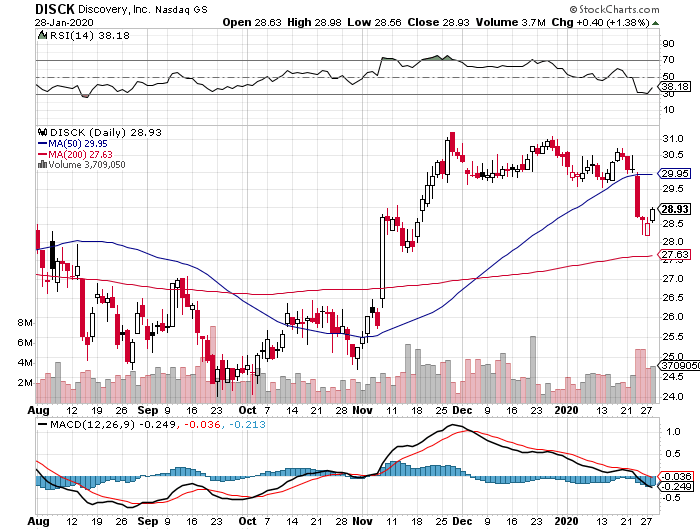 DISCK Discovery, Inc. Nasdaq GS
© StockCharts.com
28-Jan-2020
Open 28.63 High 28.98 Low 28.56 Close 28.93 Volume 3.7M Chg +0.40 (+1.38%)
RSI(14) 38.18
90
70
50
38.18
30
10
DISCK (Daily) 28.93
MA(50) 29.95
MA(200) 27.63
Volume 3,709,050
31.0
30.5
29.95
29.5
28.93
28.5
28.0
27.63
27.5
27.0
26.5
26.0
25.5
25.0
3709050
24.5
24.0
8M
6M
4M
2M
Aug 12 19 26 Sep 9 16 23 Oct 7 14 21 28 Nov 11 18 25 Dec 9 16 23 2020 13 21 27
MACD(12,26,9) -0.249, -0.036, -0.213
1.0
0.5
-0.036
-0.249
-0.5
Aug 12 19 26 Sep 9 16 23 Oct 7 14 21 28 Nov 11 18 25 Dec 9 16 23 2020 13 21 27